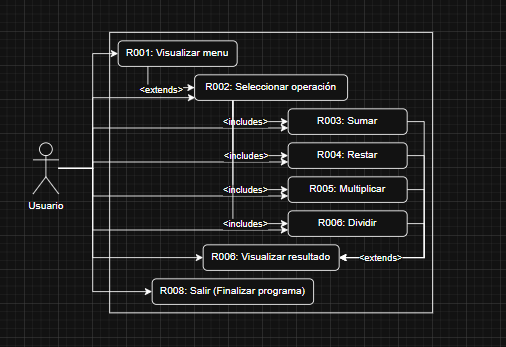 R001: Visualizar menu
<extends>
R002: Seleccionar operación
<includes>
R003: Sumar
<includes>
R004: Restar
Usuario
<includes>
R005: Multiplicar
<includes>
R006: Dividir
R006: Visualizar resultado
<extends>
R008: Salir (Finalizar programa)